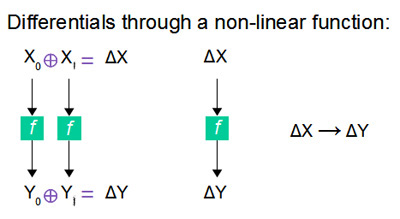 Differentials through a non-linear function:
X₀⊕X₁= ΔX ΔX
f f f
ΔX → ΔY
Y₀⊕Y₁= ΔY ΔY